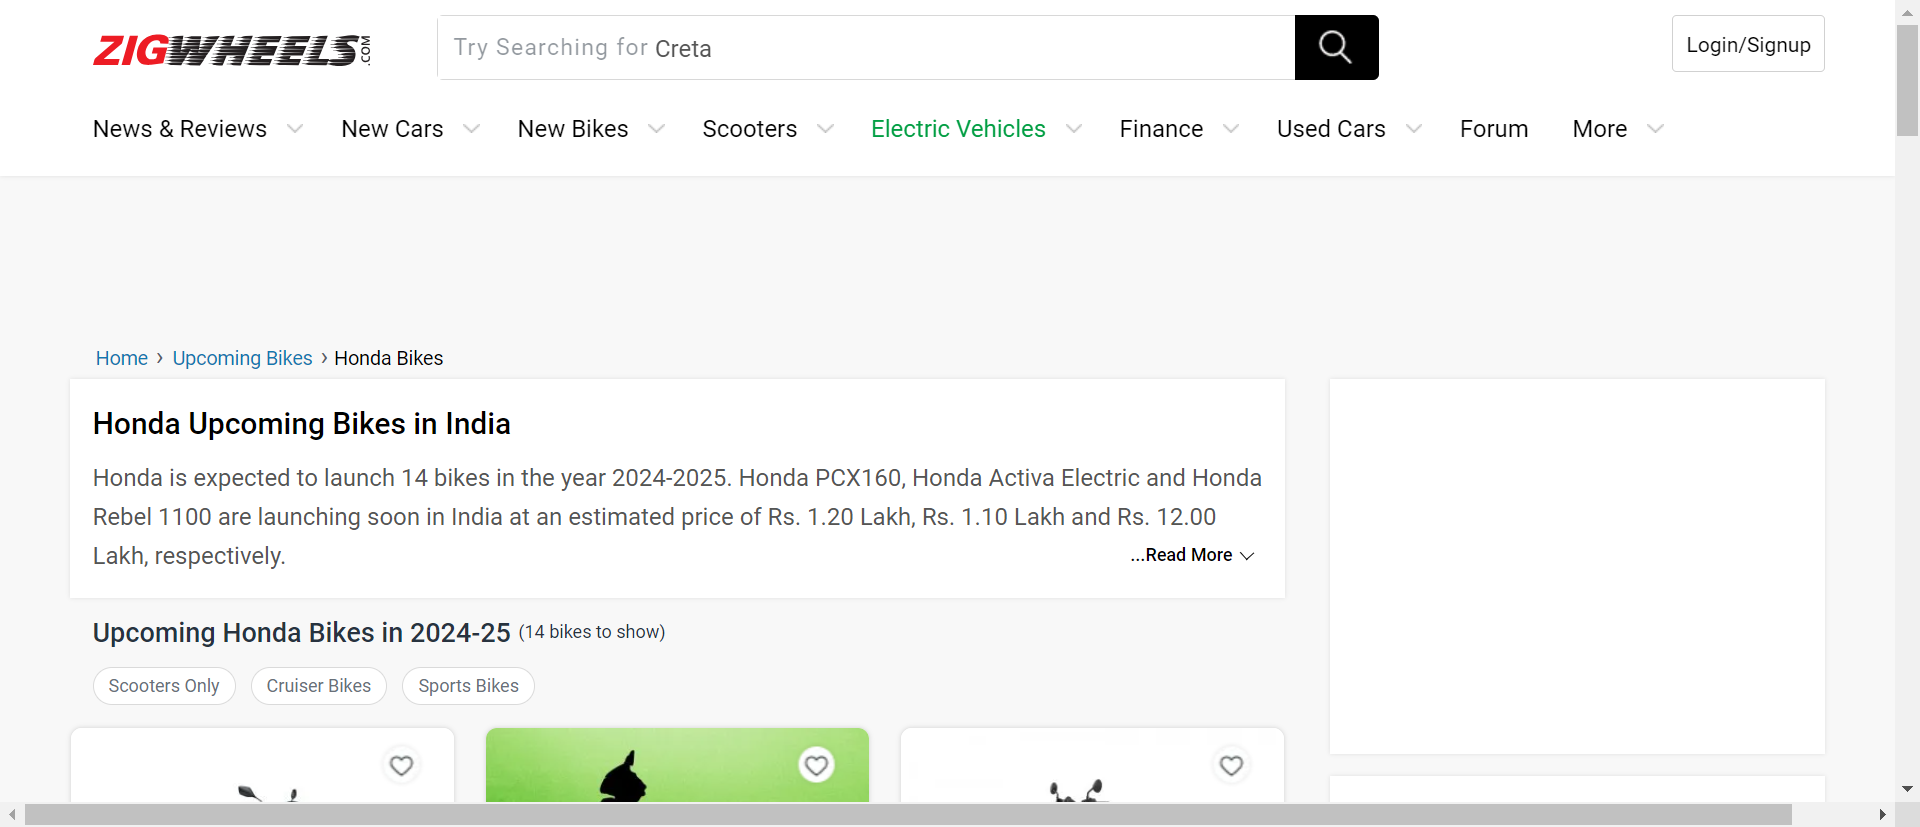 ZIGWHEELS.COM
Try Searching for Creta
Login/Signup
News & Reviews New Cars New Bikes Scooters Electric Vehicles Finance Used Cars Forum More
Home › Upcoming Bikes › Honda Bikes
Honda Upcoming Bikes in India
Honda is expected to launch 14 bikes in the year 2024-2025. Honda PCX160, Honda Activa Electric and Honda
Rebel 1100 are launching soon in India at an estimated price of Rs. 1.20 Lakh, Rs. 1.10 Lakh and Rs. 12.00
Lakh, respectively.
...Read More
Upcoming Honda Bikes in 2024-25 (14 bikes to show)
Scooters Only Cruiser Bikes Sports Bikes